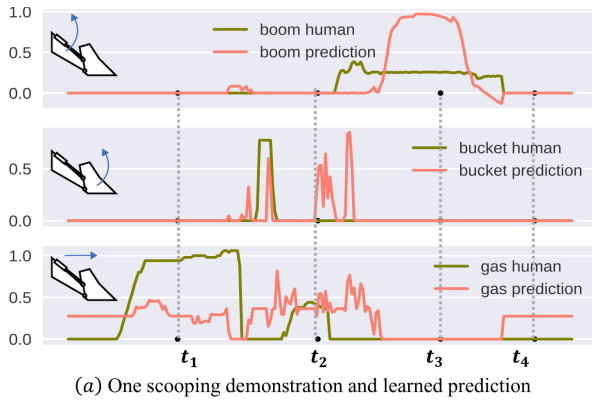 1.0
0.5
0.0
boom human
boom prediction
0.5
0.0
bucket human
bucket prediction
1.0
0.5
0.0
gas human
gas prediction
t₁ t₂ t₃ t₄
(a) One scooping demonstration and learned prediction